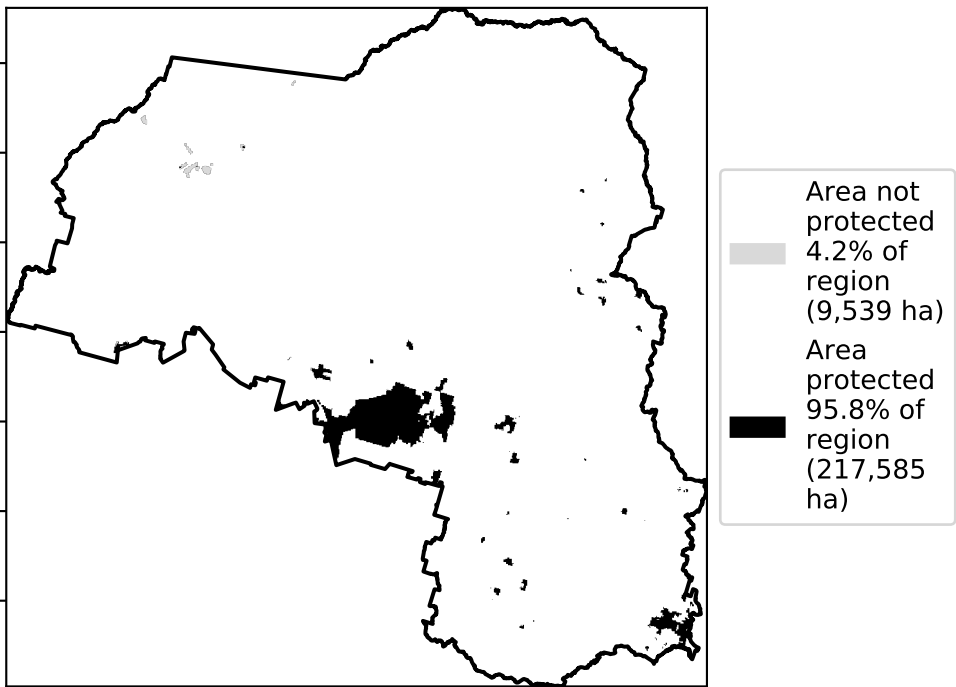 Area not
protected
4.2% of
region
(9,539 ha)
Area
protected
95.8% of
region
(217,585
ha)